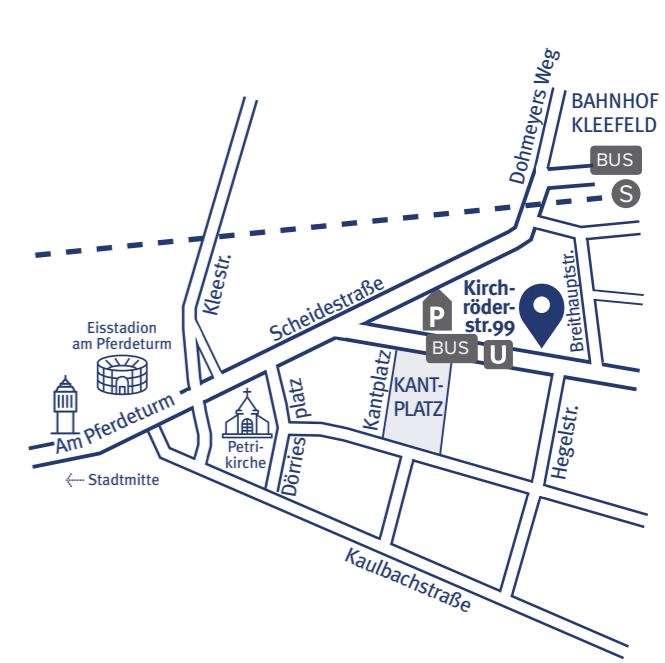 Dohmeyers Weg
BAHNHOF
KLEEFELD
BUS
S
Kleestr.
Scheidestraße
Kirch-
röder-
str.99
Breithauptstr.
P
BUS
U
Eisstadion
am Pferdeturm
Am Pferdeturm
Stadtmitte
Petri-
kirche
Dörries
platz
Kantplatz
KANT-
PLATZ
Hegelstr.
Kaulbachstraße